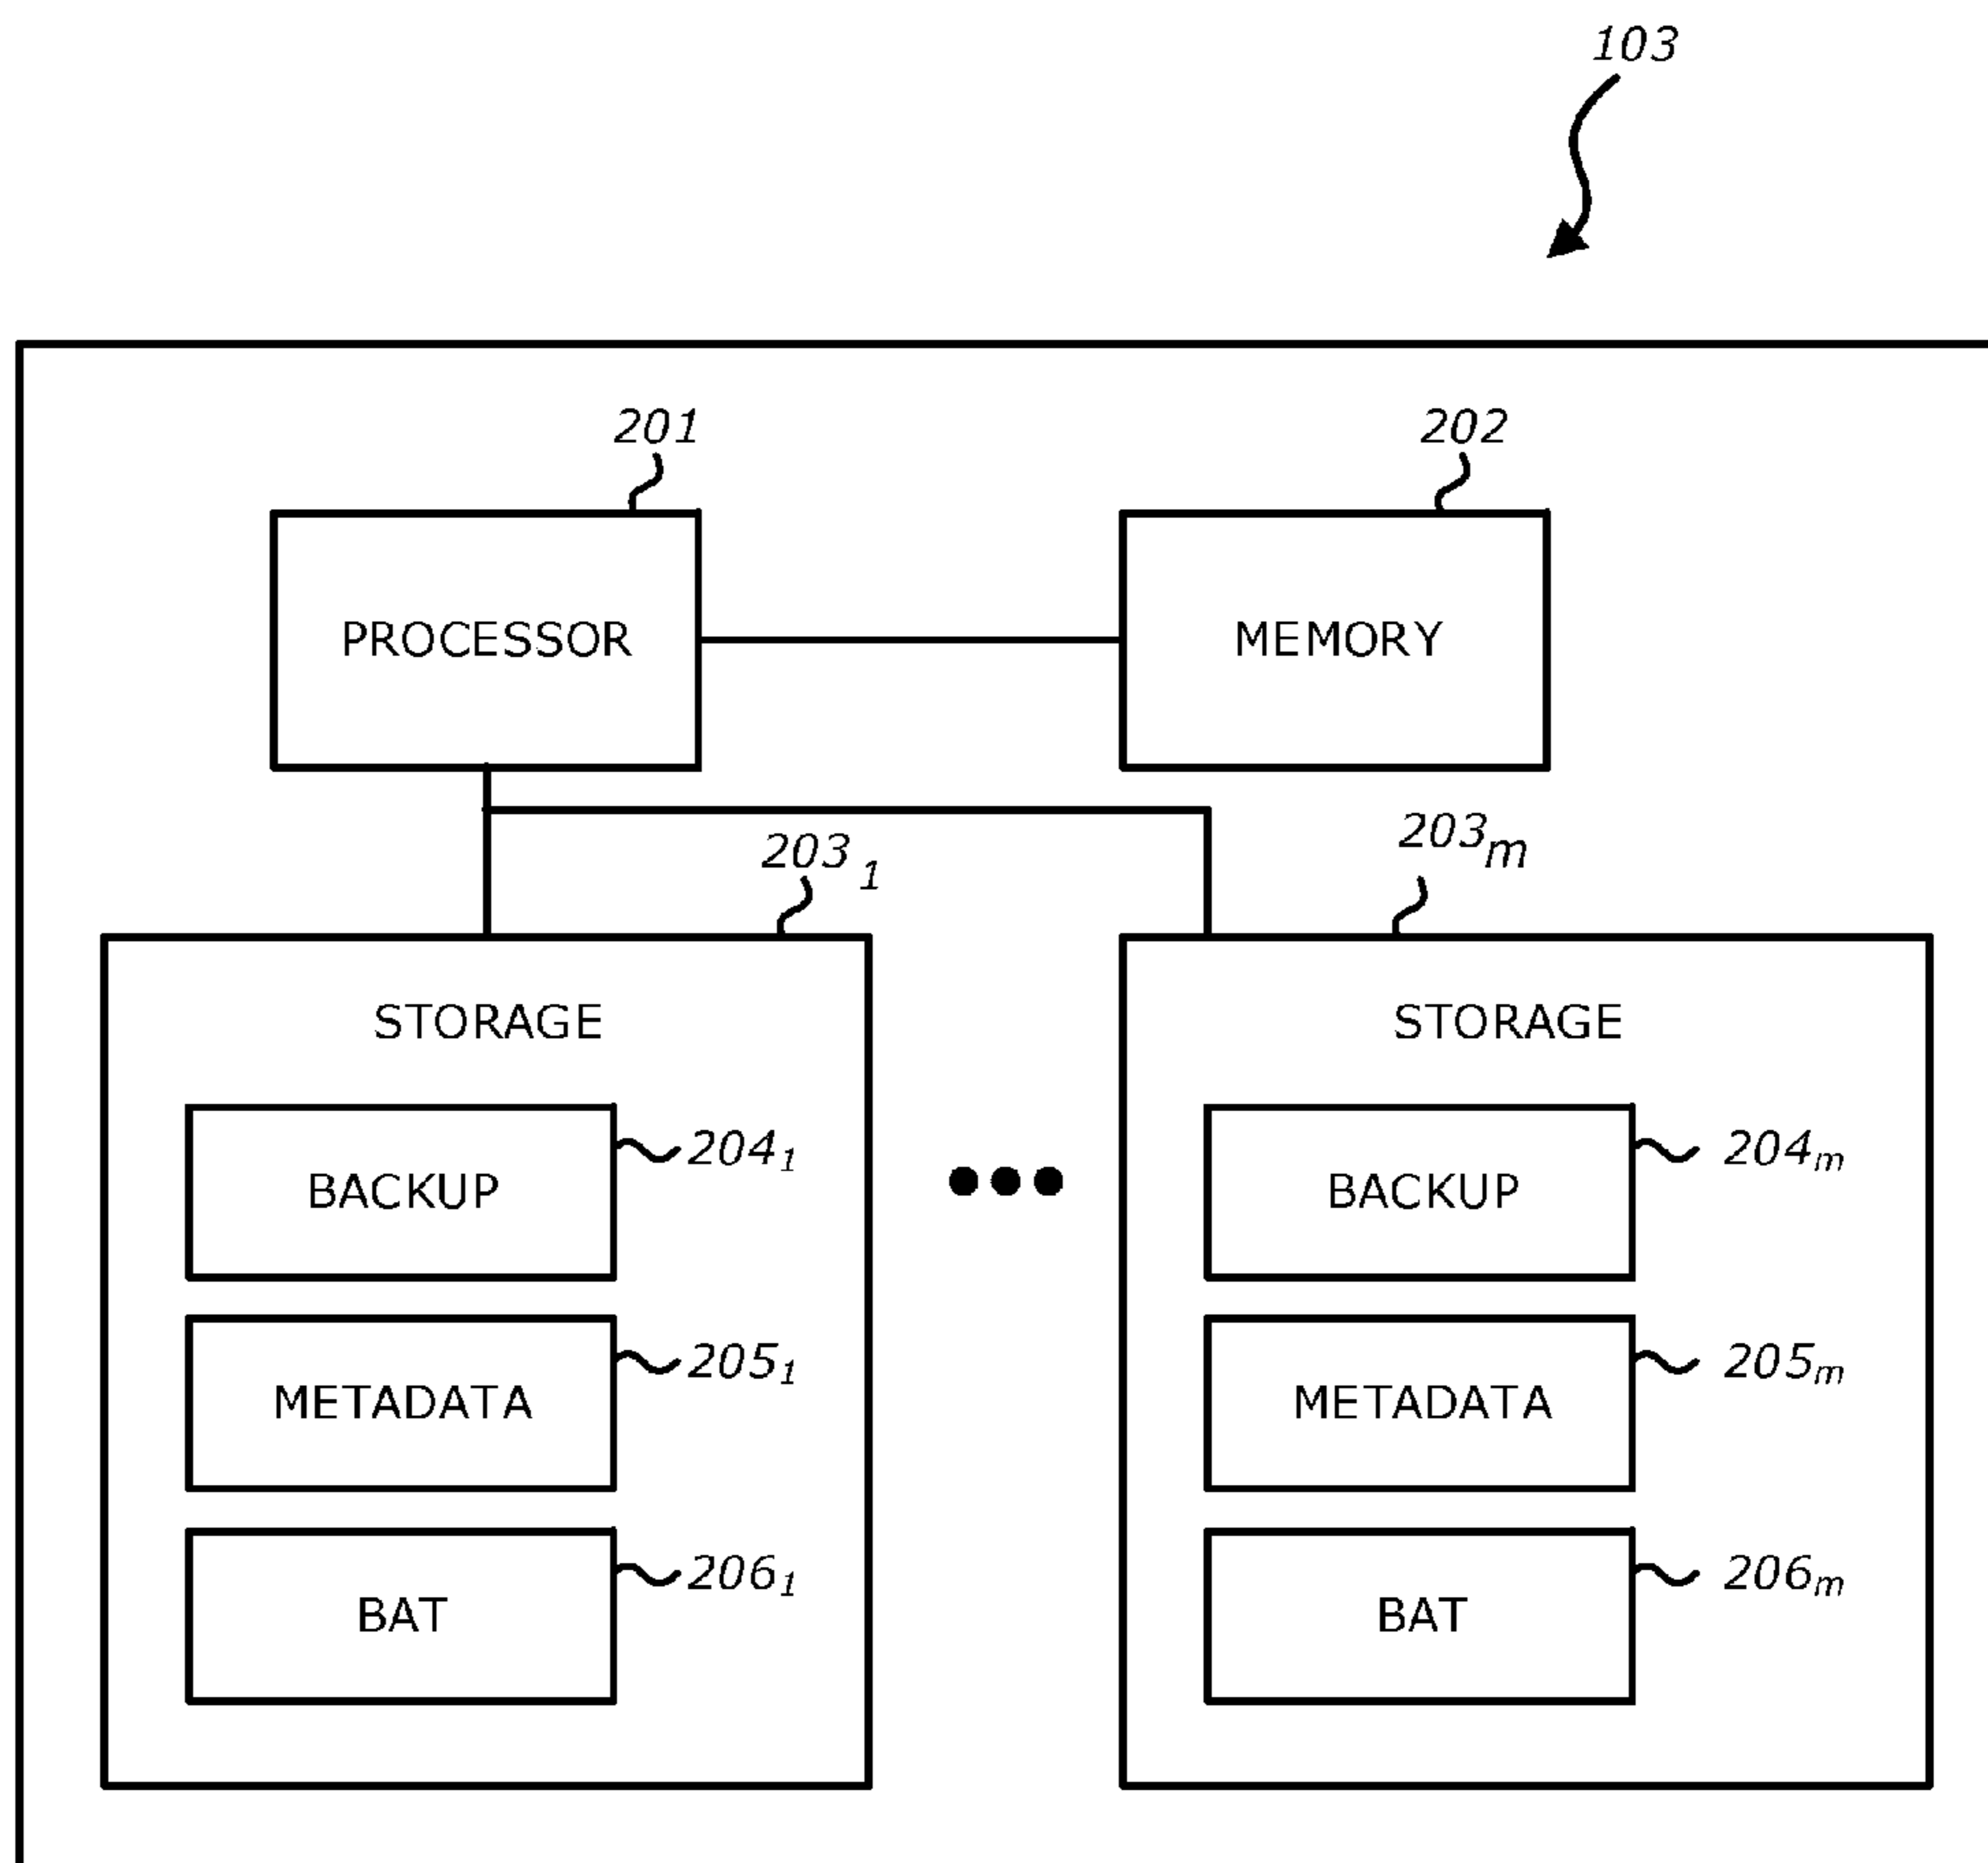 103
201
202
PROCESSOR
MEMORY
203 1
203m
STORAGE
STORAGE
BACKUP
2041
BACKUP
204m
METADATA
2051
METADATA
205m
BAT
2061
BAT
206m